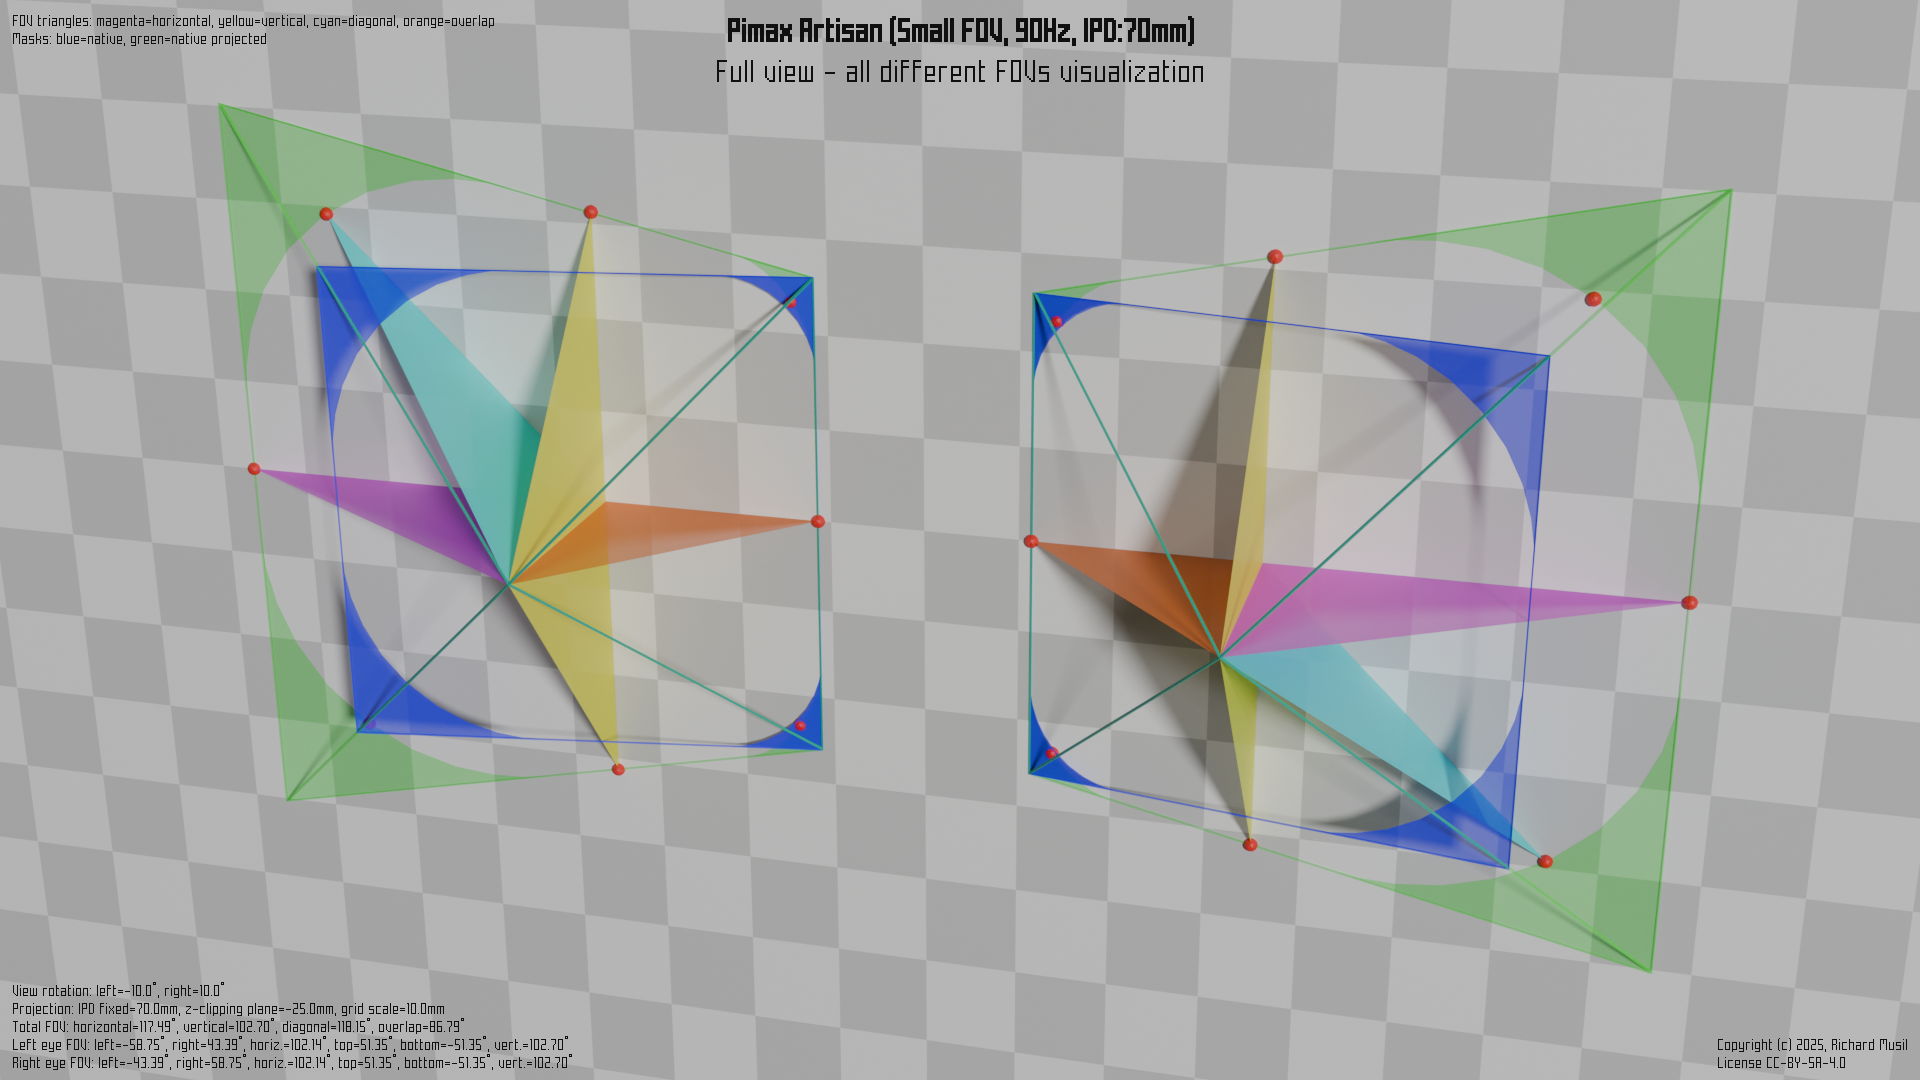 FOV triangles: magenta=horizontal, yellow=vertical, cyan=diagonal, orange=overlap
Masks: blue=native, green=native projected
Pimax Artisan (Small FOV, 90Hz, IPD:70mm)
Full view - all different FOVs visualization
View rotation: left=-10.0°, right=10.0°
Projection: IPD fixed=70.0mm, z-clipping plane=-25.0mm, grid scale=10.0mm
Total FOV: horizontal=117.49°, vertical=102.70°, diagonal=118.15°, overlap=86.79°
Left eye FOV: left=-58.75°, right=43.39°, horiz.=102.14°, top=51.35°, bottom=-51.35°, vert.=102.70°
Right eye FOV: left=-43.39°, right=58.75°, horiz.=102.14°, top=51.35°, bottom=-51.35°, vert.=102.70°
Copyright (c) 2025, Richard Musil
License CC-BY-SA-4.0